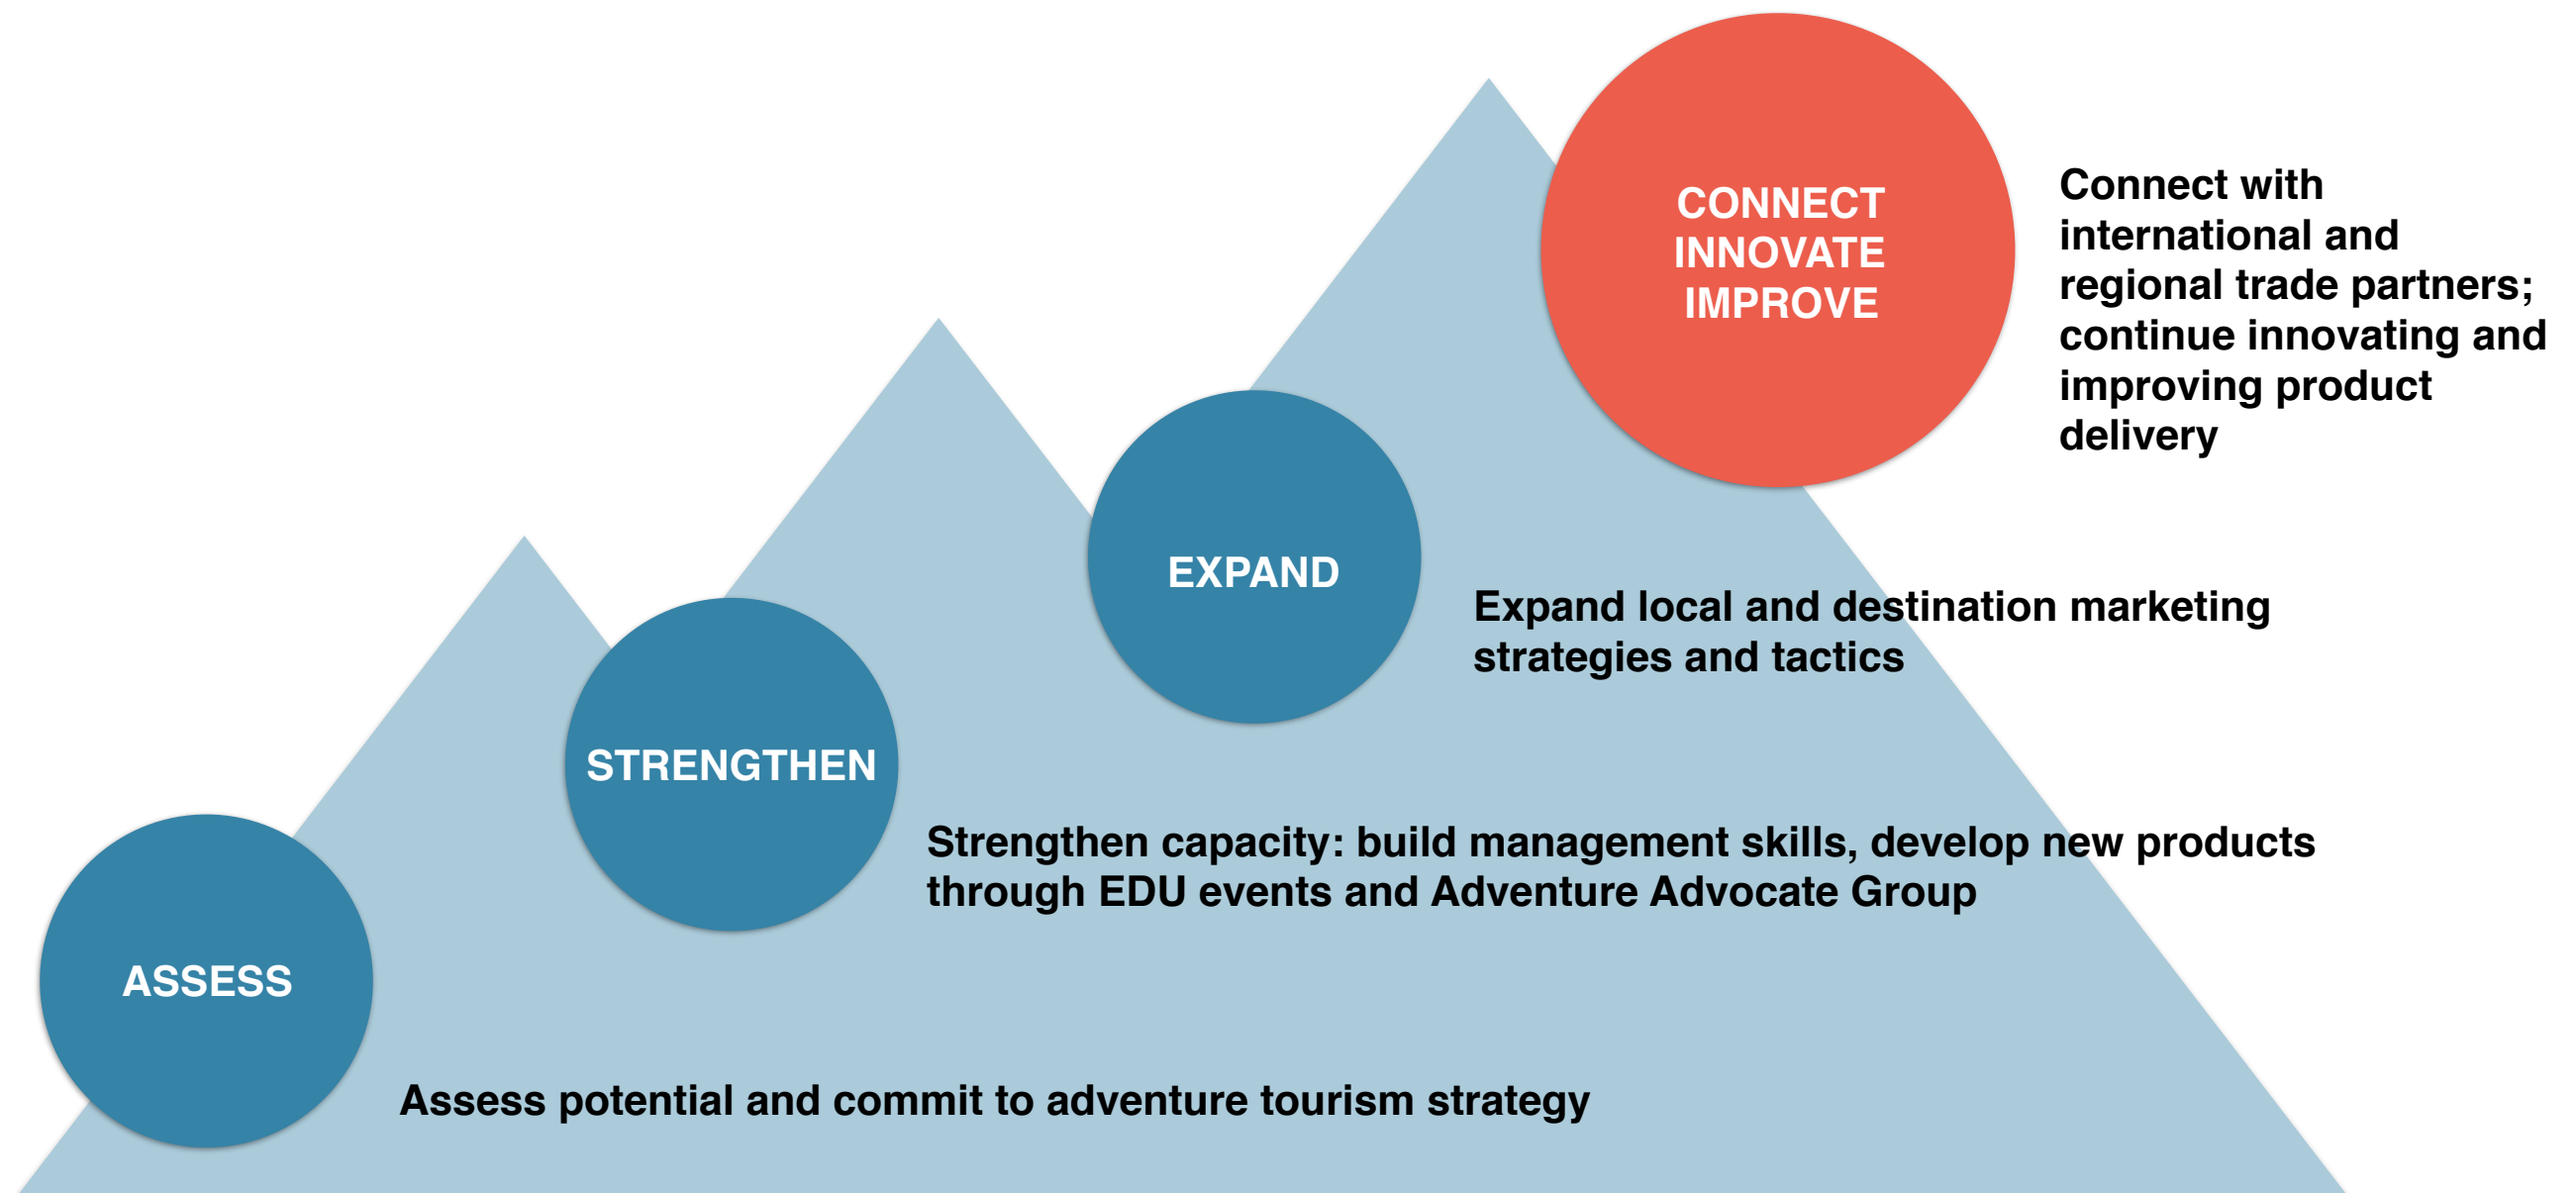 CONNECT
INNOVATE
IMPROVE
Connect with
international and
regional trade partners;
continue innovating and
improving product
delivery
EXPAND
Expand local and destination marketing
strategies and tactics
STRENGTHEN
Strengthen capacity: build management skills, develop new products
through EDU events and Adventure Advocate Group
ASSESS
Assess potential and commit to adventure tourism strategy